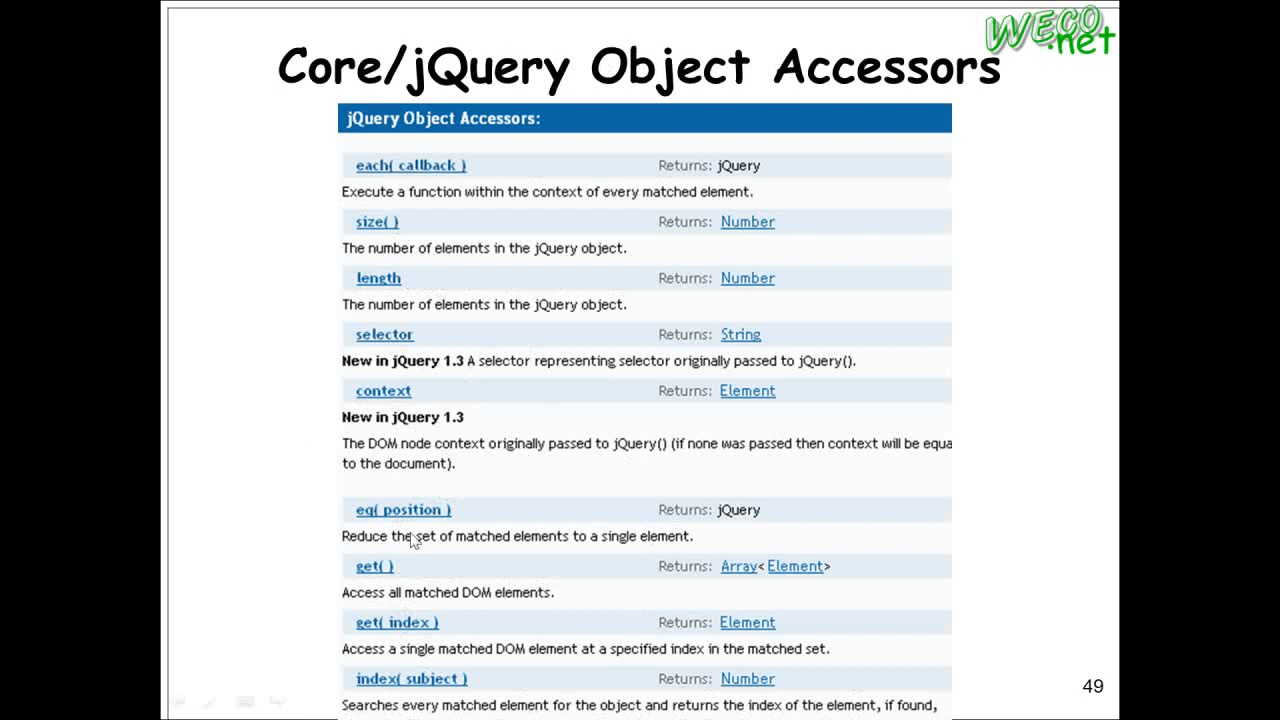 WECO
.net
Core/jQuery Object Accessors
jQuery Object Accessors:
each( callback ) Returns: jQuery
Execute a function within the context of every matched element.
size( ) Returns: Number
The number of elements in the jQuery object.
length Returns: Number
The number of elements in the jQuery object.
selector Returns: String
New in jQuery 1.3 A selector representing selector originally passed to jQuery().
context Returns: Element
New in jQuery 1.3
The DOM node context originally passed to jQuery() (if none was passed then context will be equa
to the document).
eq( position ) Returns: jQuery
Reduce the set of matched elements to a single element.
get( ) Returns: Array< Element>
Access all matched DOM elements.
get( index ) Returns: Element
Access a single matched DOM element at a specified index in the matched set.
index( subject ) Returns: Number
Searches every matched element for the object and returns the index of the element, if found,
49